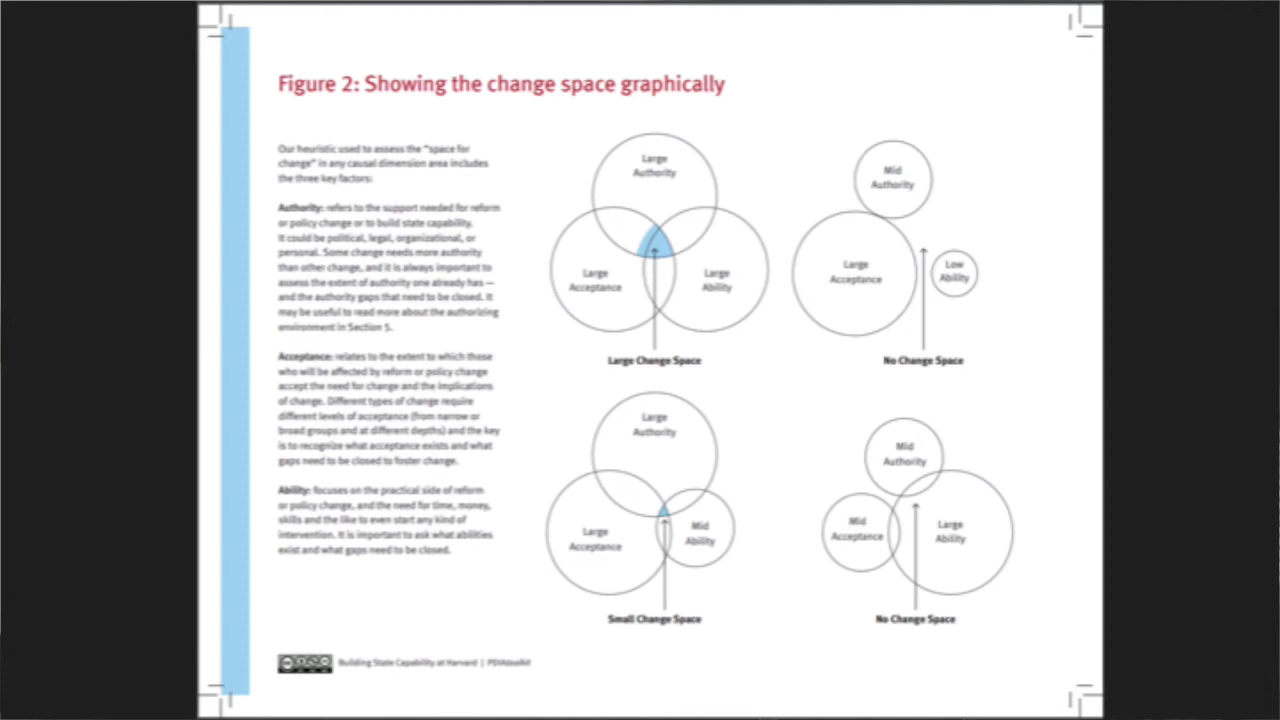 Figure 2: Showing the change space graphically
Our heuristic used to assess the “space for
change” in any causal dimension area includes
the three key factors:
Authority: refers to the support needed for reform
or policy change or to build state capability.
It could be political, legal, organizational, or
personal. Some change needs more authority
than other change, and it is always important to
assess the extent of authority one already has —
and the authority gaps that need to be closed. It
may be useful to read more about the authorizing
environment in Section 5.
Acceptance: relates to the extent to which those
who will be affected by reform or policy change
accept the need for change and the implications
of change. Different types of change require
different levels of acceptance (from narrow or
broad groups and at different depths) and the key
is to recognize what acceptance exists and what
gaps need to be closed to foster change.
Ability: focuses on the practical side of reform
or policy change, and the need for time, money,
skills and the like to even start any kind of
intervention. It is important to ask what abilities
exist and what gaps need to be closed.
Large
Authority
Large
Acceptance
Large
Ability
Large Change Space
Mid
Authority
Large
Acceptance
Low
Ability
No Change Space
Large
Authority
Large
Acceptance
Mid
Ability
Small Change Space
Mid
Authority
Mid
Acceptance
Large
Ability
No Change Space
Building State Capability at Harvard | PDIAtoolkit